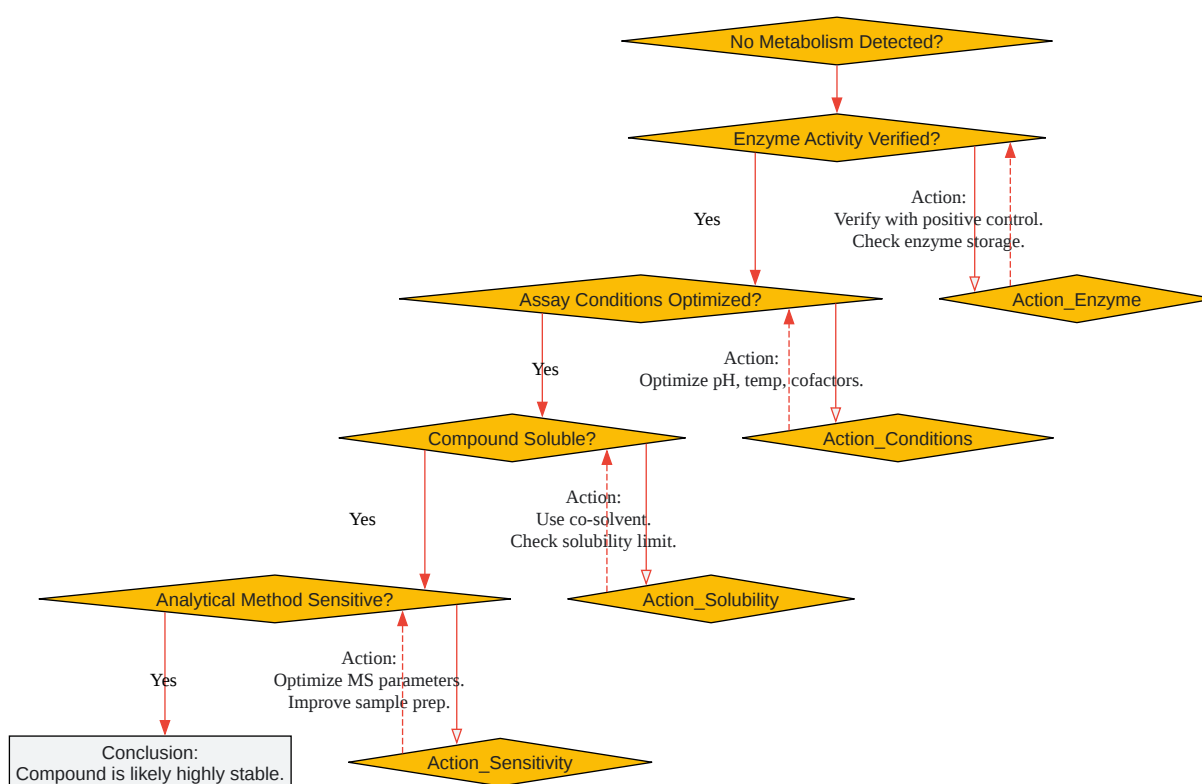 No Metabolism Detected?
Enzyme Activity Verified?
Action:
Verify with positive control.
Check enzyme storage.
Yes
Assay Conditions Optimized?
Action_Enzyme
Action:
Optimize pH, temp, cofactors.
Yes
Compound Soluble?
Action_Conditions
Action:
Use co-solvent.
Check solubility limit.
Yes
Analytical Method Sensitive?
Action_Solubility
Action:
Optimize MS parameters.
Improve sample prep.
Yes
Conclusion:
Compound is likely highly stable.
Action_Sensitivity